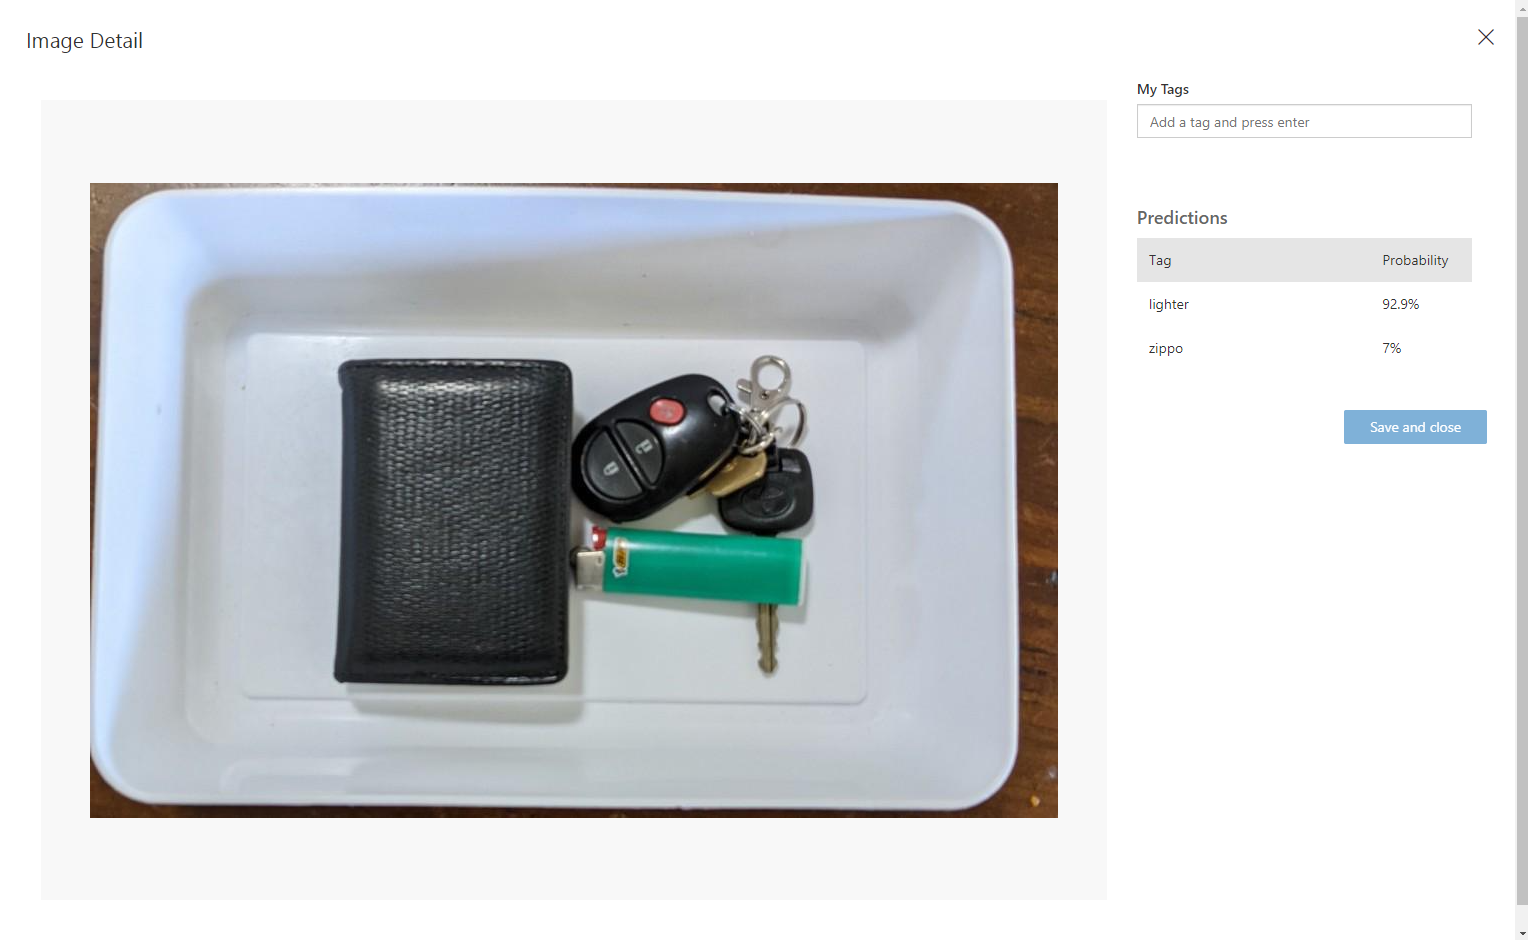 Image Detail
My Tags
Add a tag and press enter
Predictions
Tag Probability
lighter 92.9%
zippo 7%
Save and close
BIC